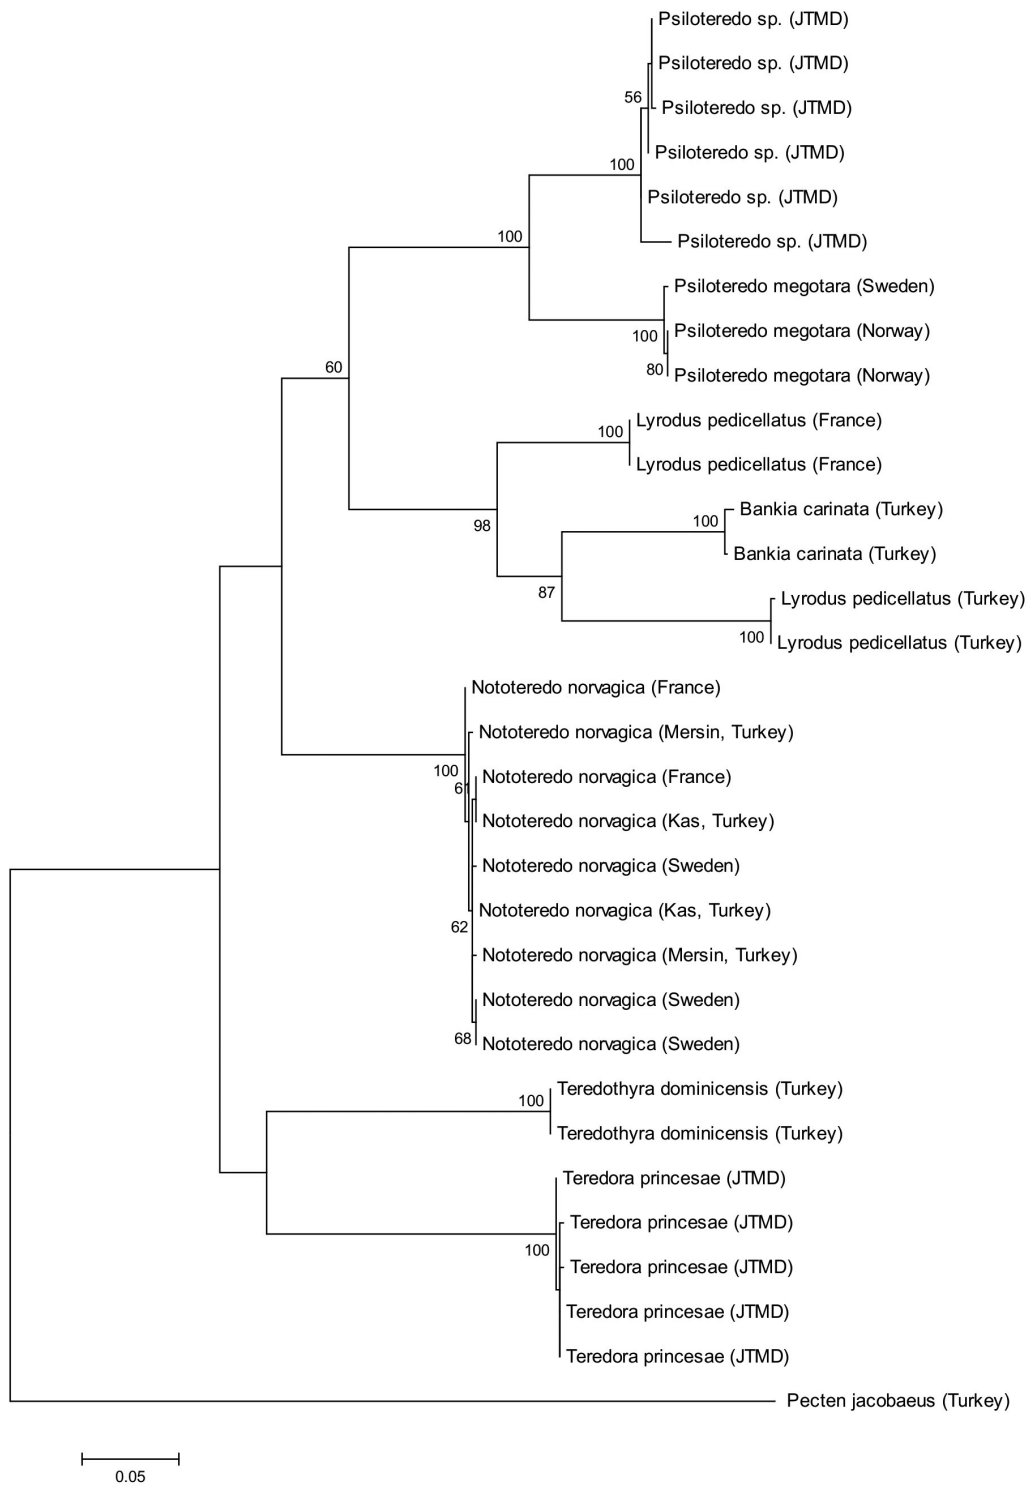 Psiloteredo sp. (JTMD)
Psiloteredo sp. (JTMD)
56
Psiloteredo sp. (JTMD)
Psiloteredo sp. (JTMD)
100
Psiloteredo sp. (JTMD)
100
Psiloteredo sp. (JTMD)
Psiloteredo megotara (Sweden)
Psiloteredo megotara (Norway)
100
80
Psiloteredo megotara (Norway)
60
Lyrodus pedicellatus (France)
100
Lyrodus pedicellatus (France)
Bankia carinata (Turkey)
98
100
Bankia carinata (Turkey)
87
Lyrodus pedicellatus (Turkey)
100
Lyrodus pedicellatus (Turkey)
Nototeredo norvagica (France)
Nototeredo norvagica (Mersin, Turkey)
100
Nototeredo norvagica (France)
61
Nototeredo norvagica (Kas, Turkey)
Nototeredo norvagica (Sweden)
Nototeredo norvagica (Kas, Turkey)
62
Nototeredo norvagica (Mersin, Turkey)
Nototeredo norvagica (Sweden)
68
Nototeredo norvagica (Sweden)
Teredothyra dominicensis (Turkey)
100
Teredothyra dominicensis (Turkey)
Teredora princesae (JTMD)
Teredora princesae (JTMD)
100
Teredora princesae (JTMD)
Teredora princesae (JTMD)
Teredora princesae (JTMD)
Pecten jacobaeus (Turkey)
0.05